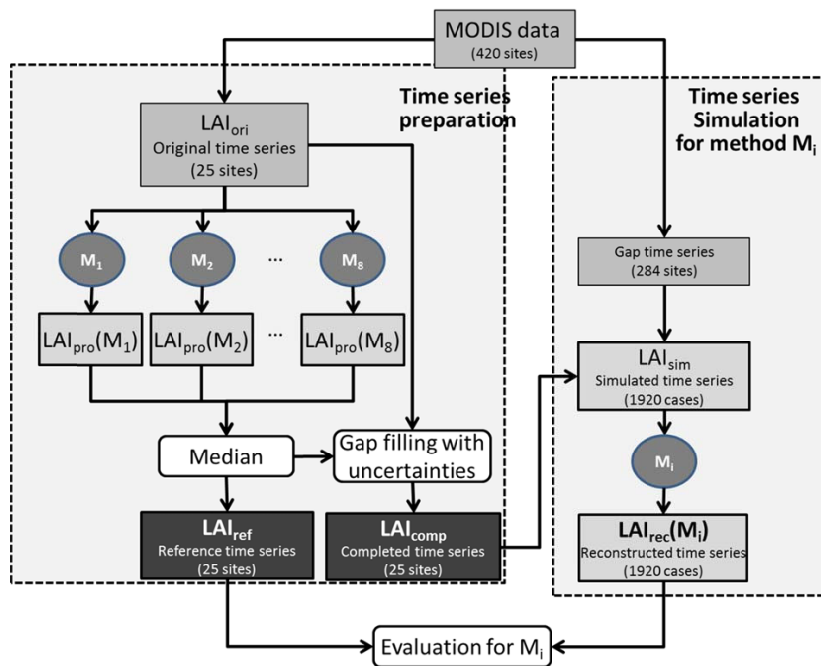 MODIS data
(420 sites)
Time series
preparation
Time series
Simulation
for method Mi
LAIori
Original time series
(25 sites)
M1
M2
...
M8
LAIpro(M1)
LAIpro(M2)
...
LAIpro(M8)
Gap time series
(284 sites)
LAIsim
Simulated time series
(1920 cases)
Median
Gap filling with
uncertainties
Mi
LAIref
Reference time series
(25 sites)
LAIcomp
Completed time series
(25 sites)
LAIrec(Mi)
Reconstructed time series
(1920 cases)
Evaluation for Mi